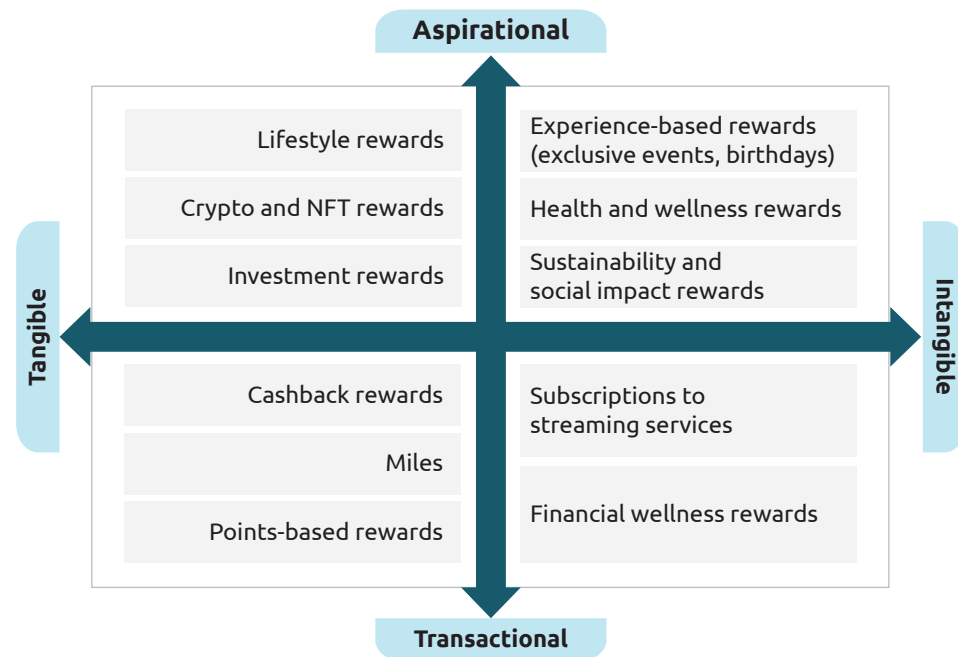 Aspirational
Lifestyle rewards
Crypto and NFT rewards
Investment rewards
Experience-based rewards
(exclusive events, birthdays)
Health and wellness rewards
Sustainability and
social impact rewards
Tangible
Intangible
Cashback rewards
Miles
Points-based rewards
Subscriptions to
streaming services
Financial wellness rewards
Transactional